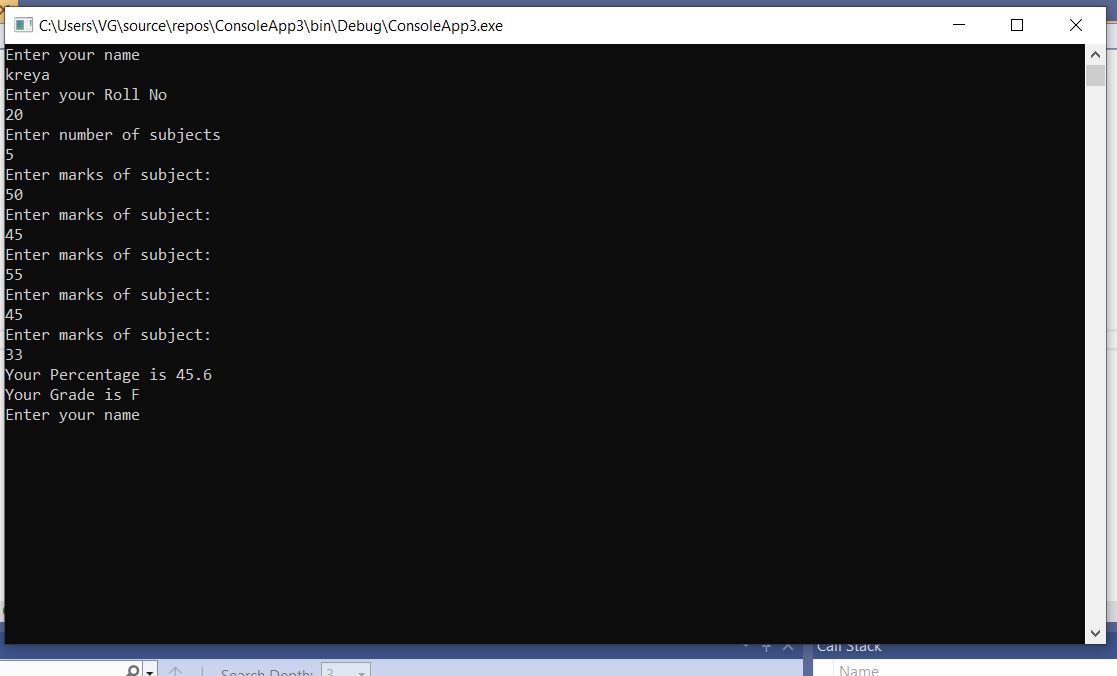 C:\Users\VG\source\repos\ConsoleApp3\bin\Debug\ConsoleApp3.exe
Enter your name
kreya
Enter your Roll No
20
Enter number of subjects
5
Enter marks of subject:
50
Enter marks of subject:
45
Enter marks of subject:
55
Enter marks of subject:
45
Enter marks of subject:
33
Your Percentage is 45.6
Your Grade is F
Enter your name
Call Stack
Search Depth: 3
Name